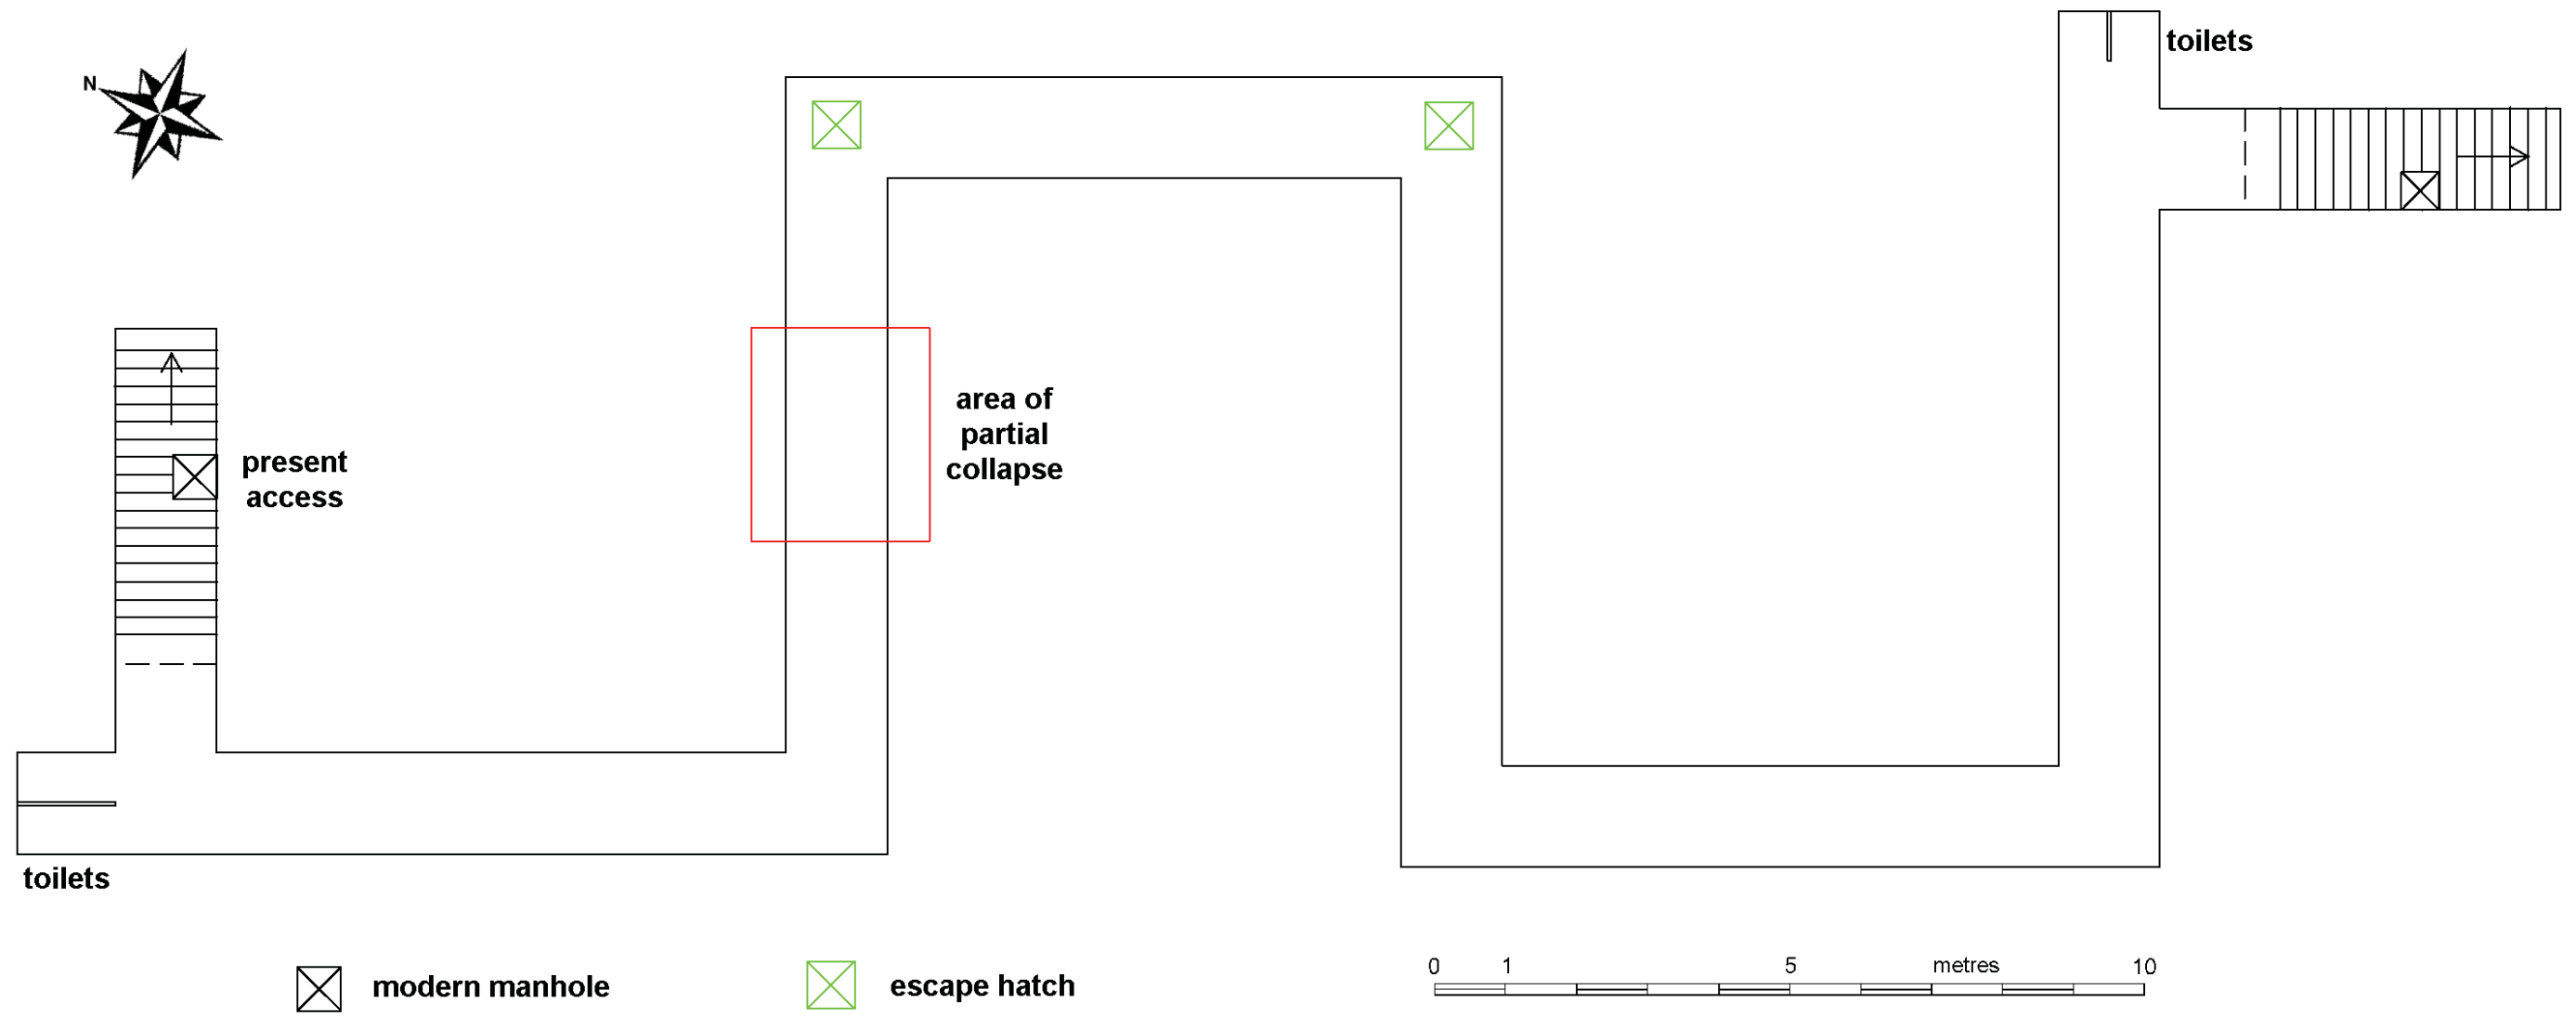 N
toilets
present
access
area of
partial
collapse
toilets
modern manhole
escape hatch
0 1 5 metres 10